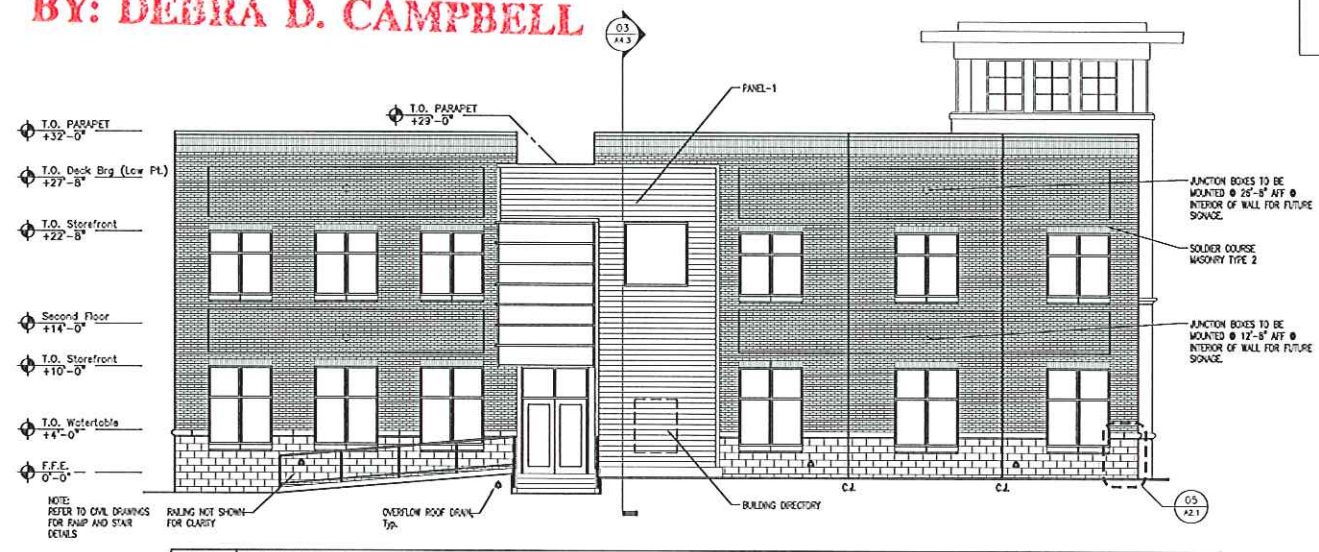 BY: DEBRA D. CAMPBELL
03
A4.3
PANEL-1
T.O. PARAPET
+29'-0"
T.O. PARAPET
+32'-0"
T.O. Deck Brg (Low Pt.)
+27'-8"
T.O. Storefront
+22'-8"
Second Floor
+14'-0"
T.O. Storefront
+10'-0"
T.O. Watertable
+4'-0"
F.F.E.
0'-0"
JUNCTION BOXES TO BE
MOUNTED @ 26'-8" AFF @
INTERIOR OF WALL FOR FUTURE
SIGNAGE.
SOLDIER COURSE
MASONRY TYPE 2
JUNCTION BOXES TO BE
MOUNTED @ 12'-8" AFF @
INTERIOR OF WALL FOR FUTURE
SIGNAGE.
NOTE:
REFER TO CIVIL DRAWINGS
FOR RAMP AND STAIR
DETAILS
RAILING NOT SHOWN
FOR CLARITY
OVERFLOW ROOF DRAIN,
Typ.
BUILDING DIRECTORY
C.J.
C.J.
05
A2.1